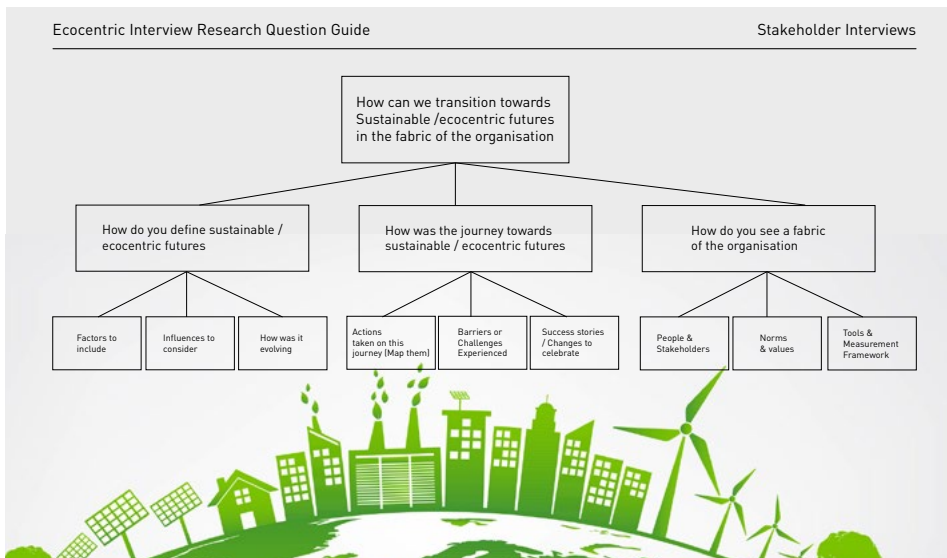 Ecocentric Interview Research Question Guide
Stakeholder Interviews
How can we transition towards
Sustainable /ecocentric futures
in the fabric of the organisation
How do you define sustainable /
ecocentric futures
How was the journey towards
sustainable / ecocentric futures
How do you see a fabric
of the organisation
Factors to
include
Influences to
consider
How was it
evolving
Actions
taken on this
journey (Map them)
Barriers or
Challenges
Experienced
Success stories
/ Changes to
celebrate
People &
Stakeholders
Norms
& values
Tools &
Measurement
Framework